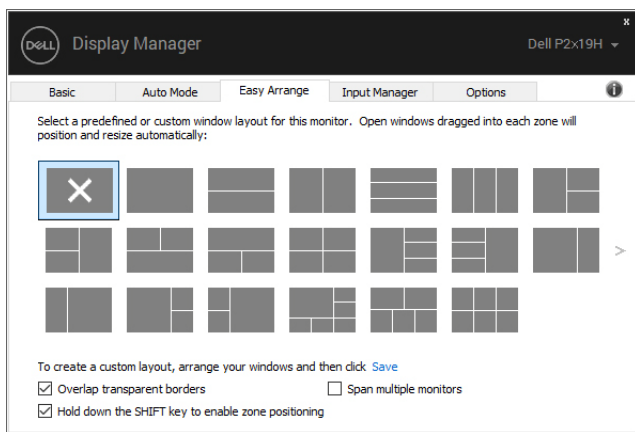 x
DELL Display Manager Dell P2x19H
Basic Auto Mode Easy Arrange Input Manager Options i
Select a predefined or custom window layout for this monitor. Open windows dragged into each zone will
position and resize automatically:
>
To create a custom layout, arrange your windows and then click Save
Overlap transparent borders Span multiple monitors
Hold down the SHIFT key to enable zone positioning